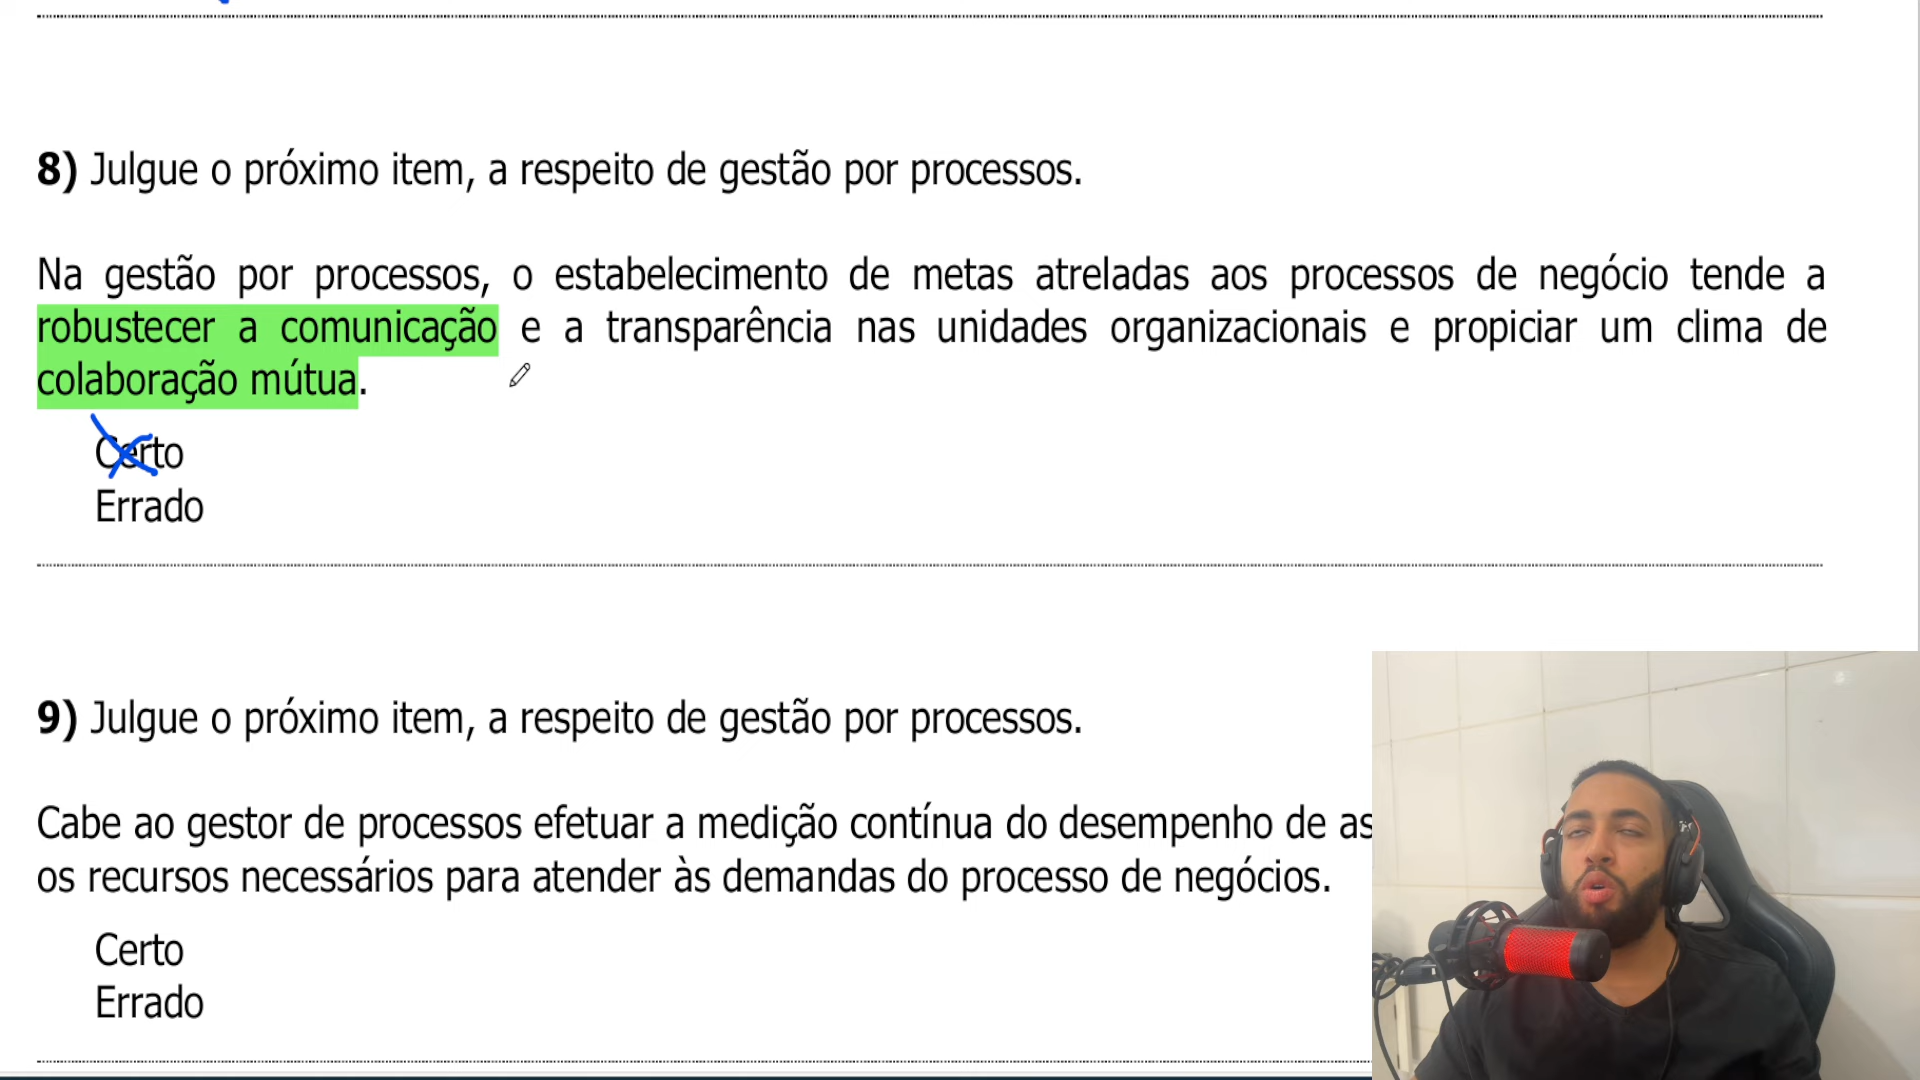 8) Julgue o próximo item, a respeito de gestão por processos.
Na gestão por processos, o estabelecimento de metas atreladas aos processos de negócio tende a
robustecer a comunicação e a transparência nas unidades organizacionais e propiciar um clima de
colaboração mútua.
Certo
Errado
9) Julgue o próximo item, a respeito de gestão por processos.
Cabe ao gestor de processos efetuar a medição contínua do desempenho de as
os recursos necessários para atender às demandas do processo de negócios.
Certo
Errado